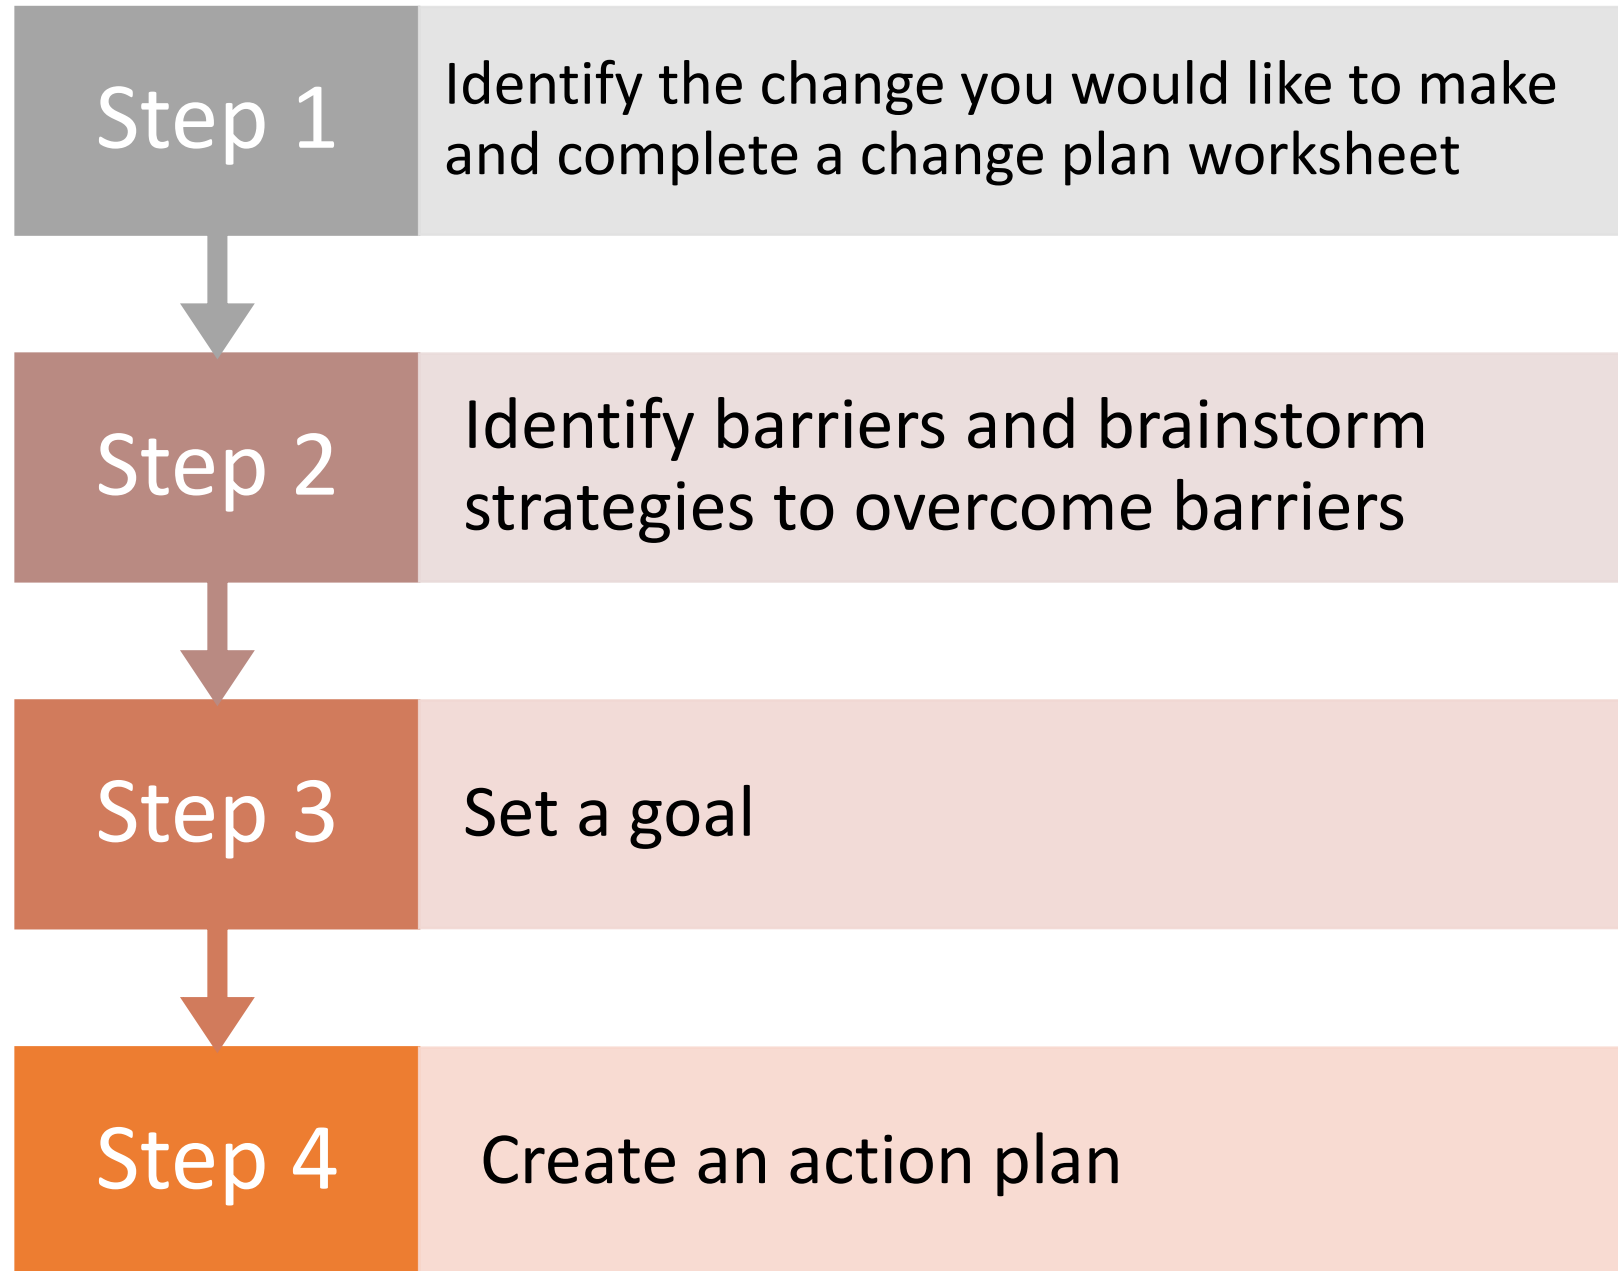 Step 1
Identify the change you would like to make
and complete a change plan worksheet
Step 2
Identify barriers and brainstorm
strategies to overcome barriers
Step 3
Set a goal
Step 4
Create an action plan